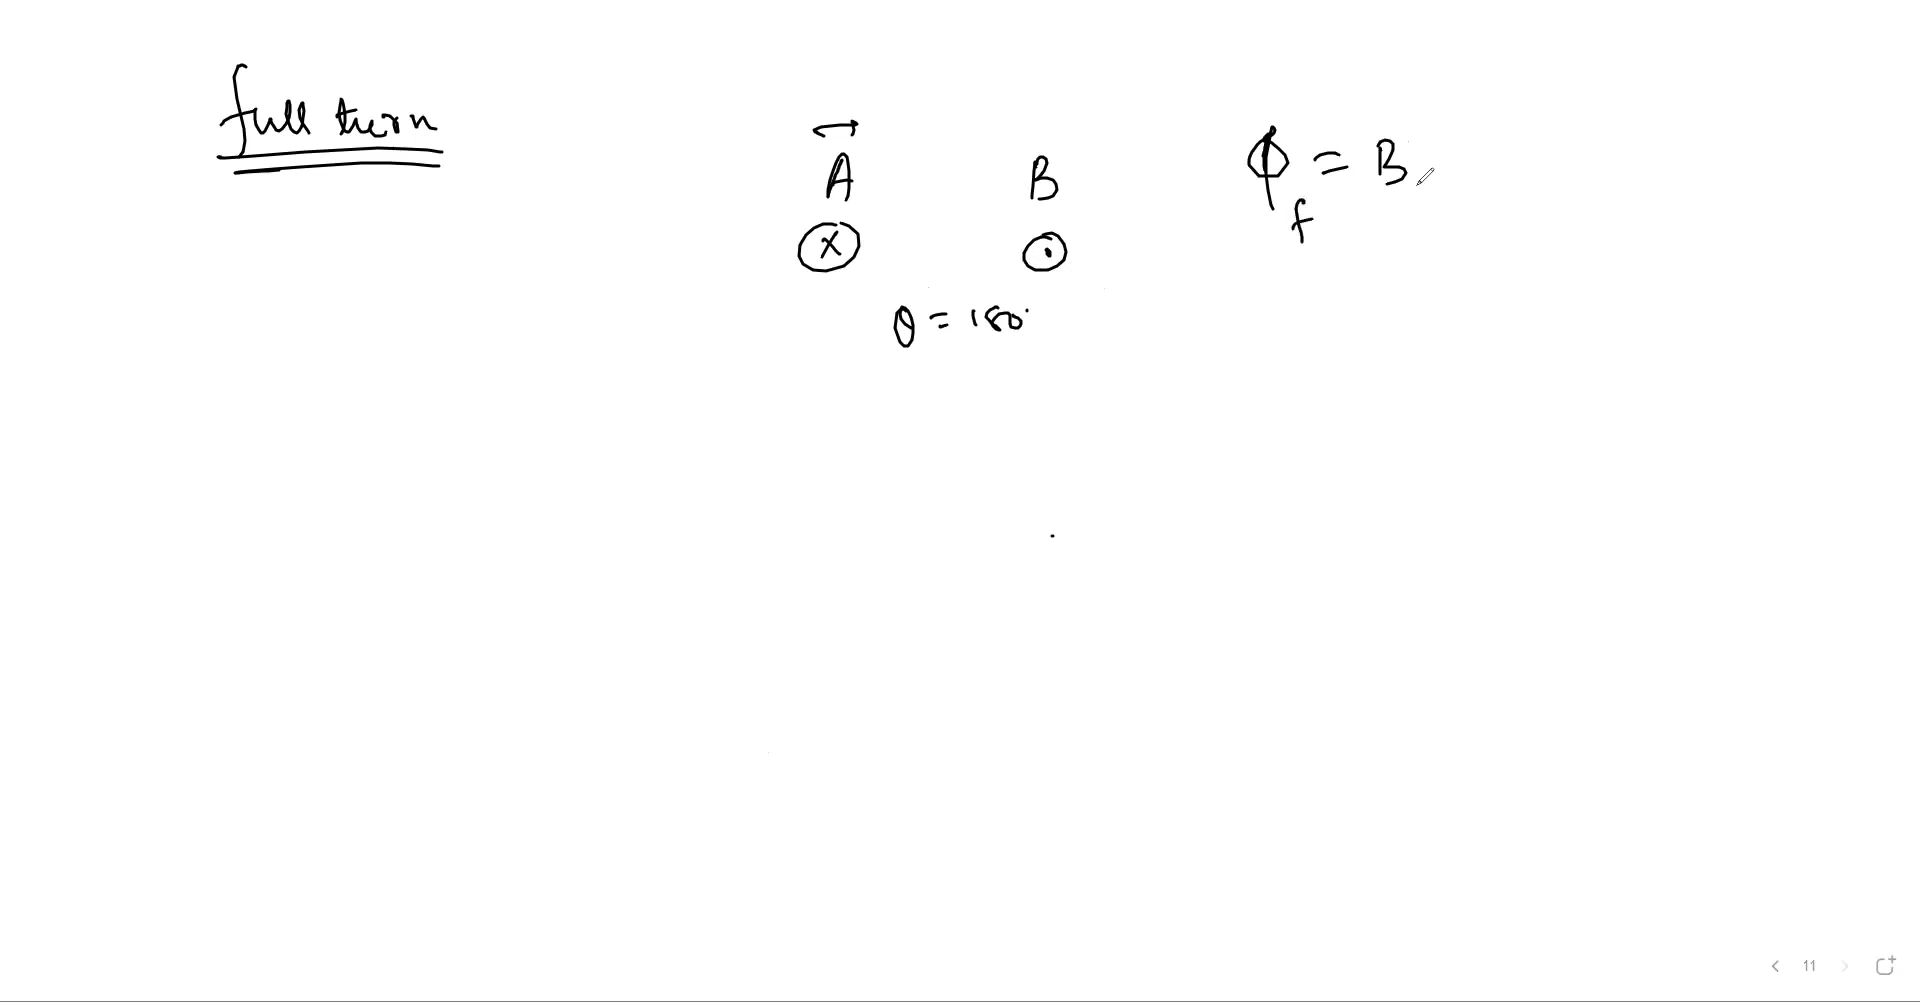 full turn
A B ϕf = B
x .
θ = 180°
11